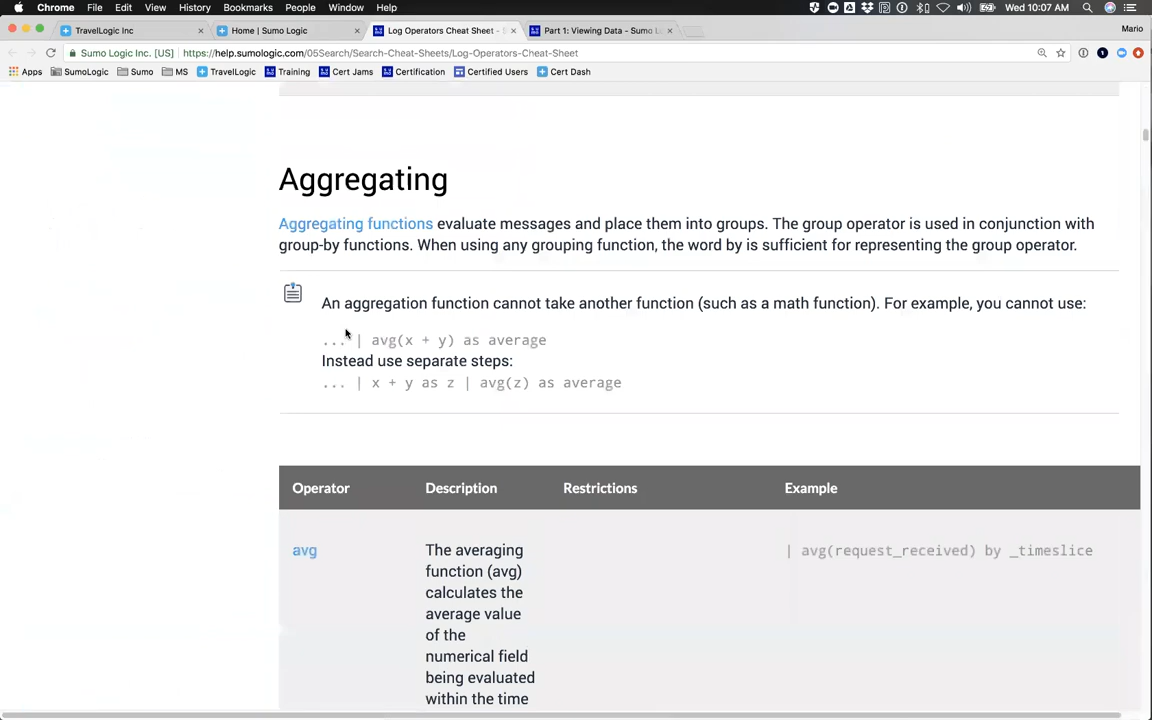 Chrome File Edit View History Bookmarks People Window Help Wed 10:07 AM
TravelLogic Inc Home | Sumo Logic Log Operators Cheat Sheet - Part 1: Viewing Data - Sumo L Mario
Sumo Logic Inc. [US] https://help.sumologic.com/05Search/Search-Cheat-Sheets/Log-Operators-Cheat-Sheet
Apps SumoLogic Sumo MS TravelLogic Training Cert Jams Certification Certified Users Cert Dash
Aggregating
Aggregating functions evaluate messages and place them into groups. The group operator is used in conjunction with
group-by functions. When using any grouping function, the word by is sufficient for representing the group operator.
An aggregation function cannot take another function (such as a math function). For example, you cannot use:
... | avg(x + y) as average
Instead use separate steps:
... | x + y as z | avg(z) as average
Operator Description Restrictions Example
avg The averaging | avg(request_received) by _timeslice
function (avg)
calculates the
average value
of the
numerical field
being evaluated
within the time